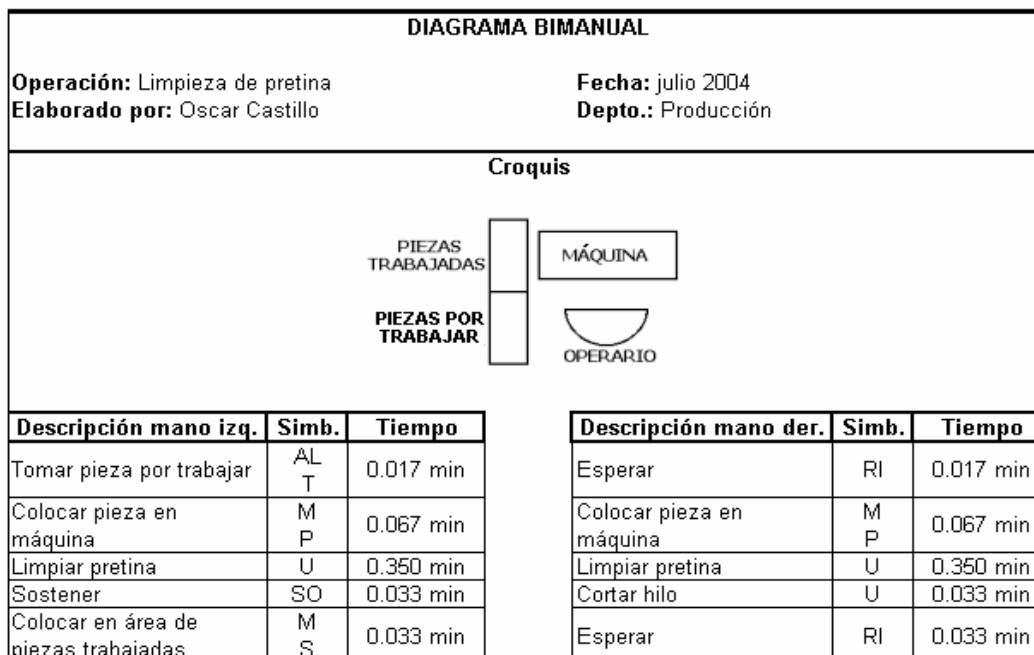 DIAGRAMA BIMANUAL
Operación: Limpieza de pretina
Fecha: julio 2004
Elaborado por: Oscar Castillo
Depto.: Producción
Croquis
PIEZAS
TRABAJADAS
MÁQUINA
PIEZAS POR
TRABAJAR
OPERARIO
Descripción mano izq. Simb. Tiempo
Tomar pieza por trabajar AL T 0.017 min
Colocar pieza en
máquina M P 0.067 min
Limpiar pretina U 0.350 min
Sostener SO 0.033 min
Colocar en área de
piezas trabajadas M S 0.033 min
Descripción mano der. Simb. Tiempo
Esperar RI 0.017 min
Colocar pieza en
máquina M P 0.067 min
Limpiar pretina U 0.350 min
Cortar hilo U 0.033 min
Esperar RI 0.033 min